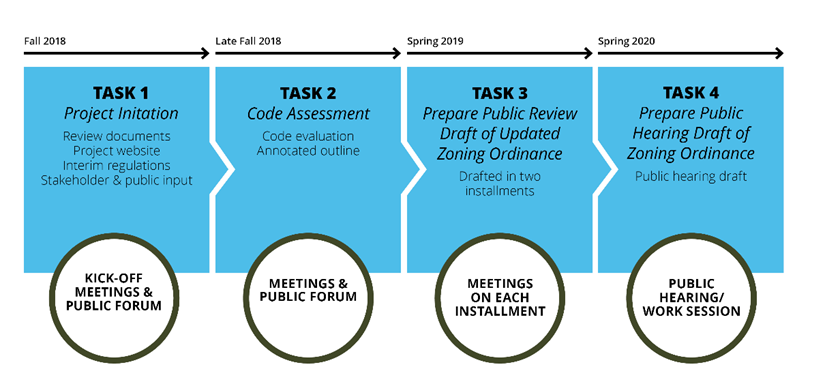 Fall 2018
TASK 1
Project Initation
Review documents
Project website
Interim regulations
Stakeholder & public input
KICK-OFF
MEETINGS &
PUBLIC FORUM
Late Fall 2018
TASK 2
Code Assessment
Code evaluation
Annotated outline
MEETINGS &
PUBLIC FORUM
Spring 2019
TASK 3
Prepare Public Review
Draft of Updated
Zoning Ordinance
Drafted in two
installments
MEETINGS
ON EACH
INSTALLMENT
Spring 2020
TASK 4
Prepare Public
Hearing Draft of
Zoning Ordinance
Public hearing draft
PUBLIC
HEARING/
WORK SESSION